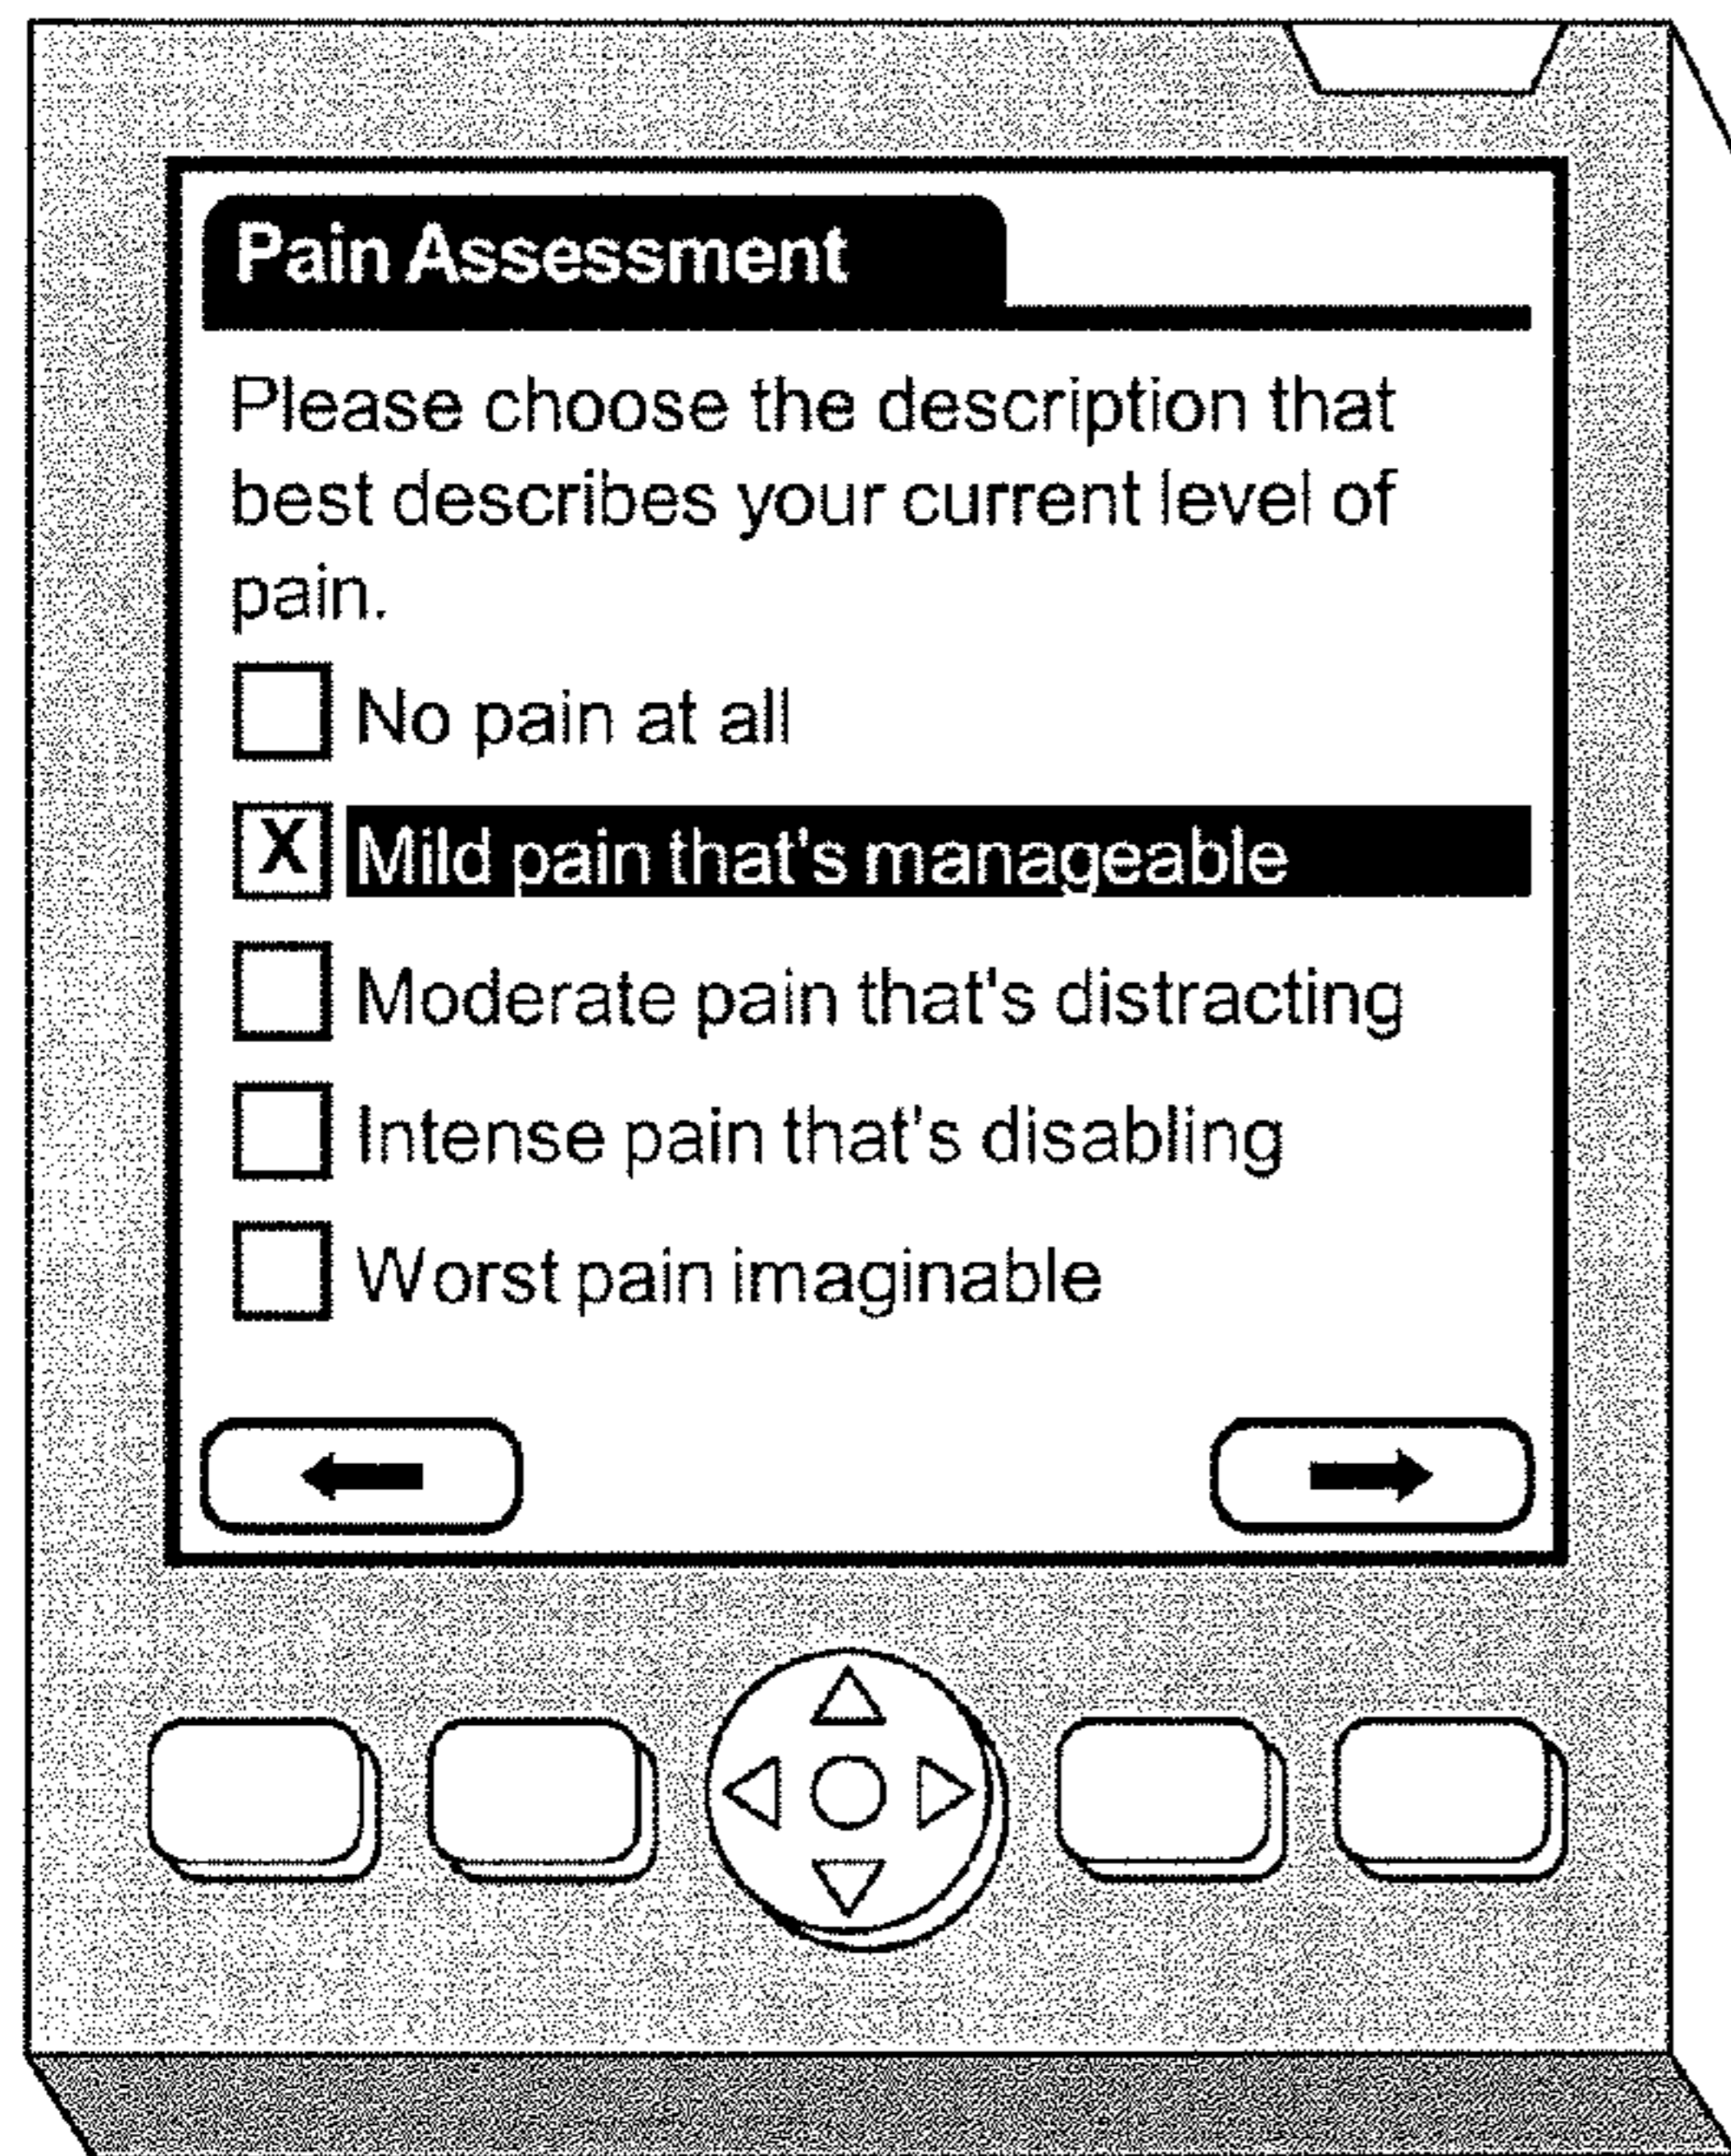 Pain Assessment
Please choose the description that
best describes your current level of
pain.
No pain at all
X Mild pain that's manageable
Moderate pain that's distracting
Intense pain that's disabling
Worst pain imaginable